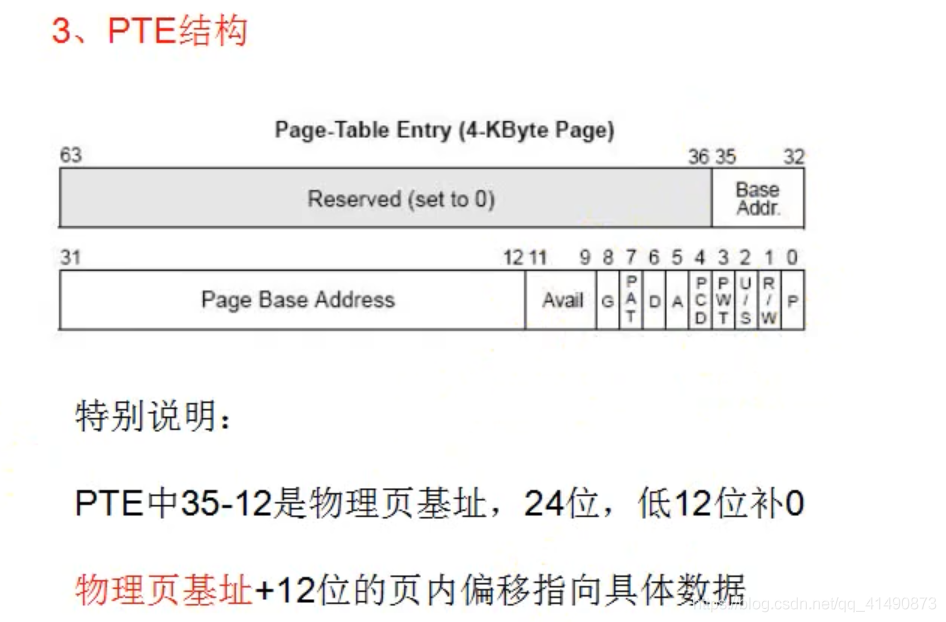 3、PTE结构
Page-Table Entry (4-KByte Page)
63 36 35 32
Reserved (set to 0) Base Addr.
31 12 11 9 8 7 6 5 4 3 2 1 0
Page Base Address Avail G PAT D A PCD PWT U/S R/W P
特别说明：
PTE中35-12是物理页基址，24位，低12位补0
物理页基址+12位的页内偏移指向具体数据
https://blog.csdn.net/qq_41490873